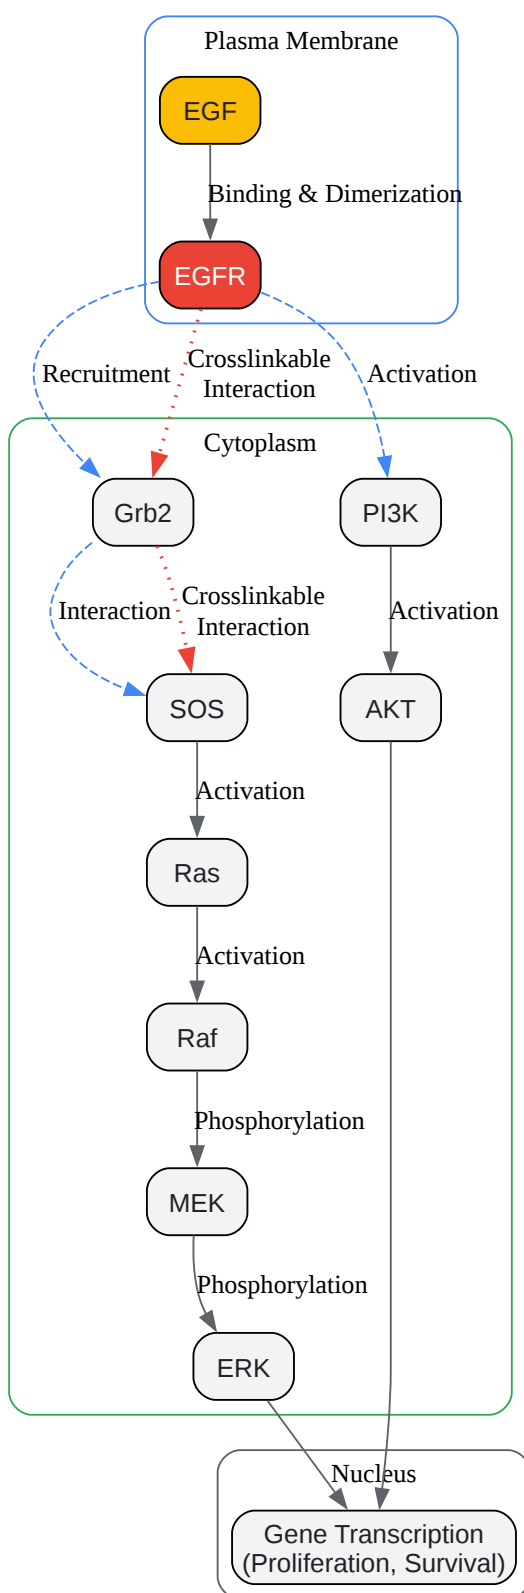 Plasma Membrane
EGF
Binding & Dimerization
EGFR
Recruitment
Crosslinkable
Interaction
Activation
Cytoplasm
Grb2
PI3K
Interaction
Crosslinkable
Interaction
Activation
SOS
AKT
Activation
Ras
Activation
Raf
Phosphorylation
MEK
Phosphorylation
ERK
Nucleus
Gene Transcription
(Proliferation, Survival)